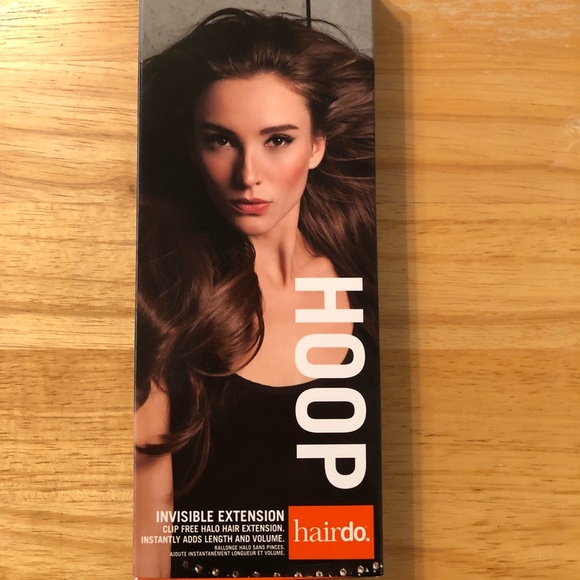 HOOP
INVISIBLE EXTENSION
CLIP FREE HALO HAIR EXTENSION.
INSTANTLY ADDS LENGTH AND VOLUME.
RALLONGE HALO SANS PINCES.
AJOUTE INSTANTANÉMENT LONGUEUR ET VOLUME.
hairdo.